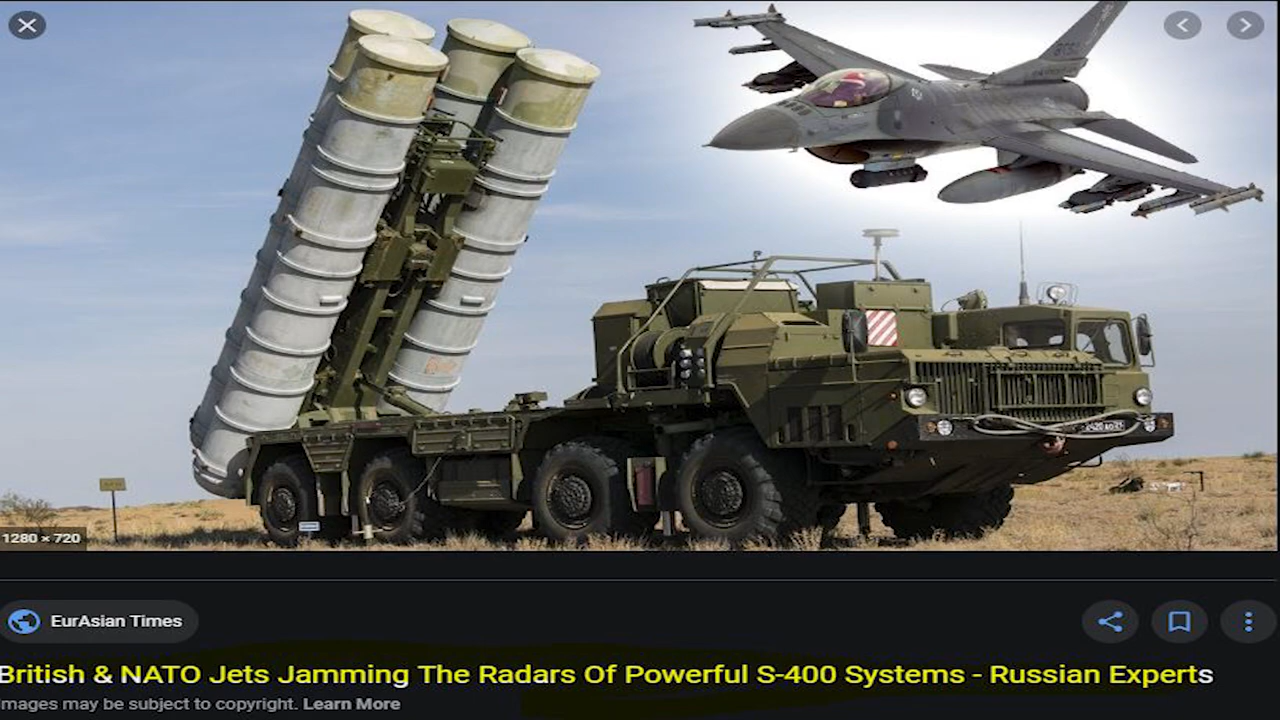 1280 × 720
EurAsian Times
British & NATO Jets Jamming The Radars Of Powerful S-400 Systems - Russian Experts
mages may be subject to copyright. Learn More